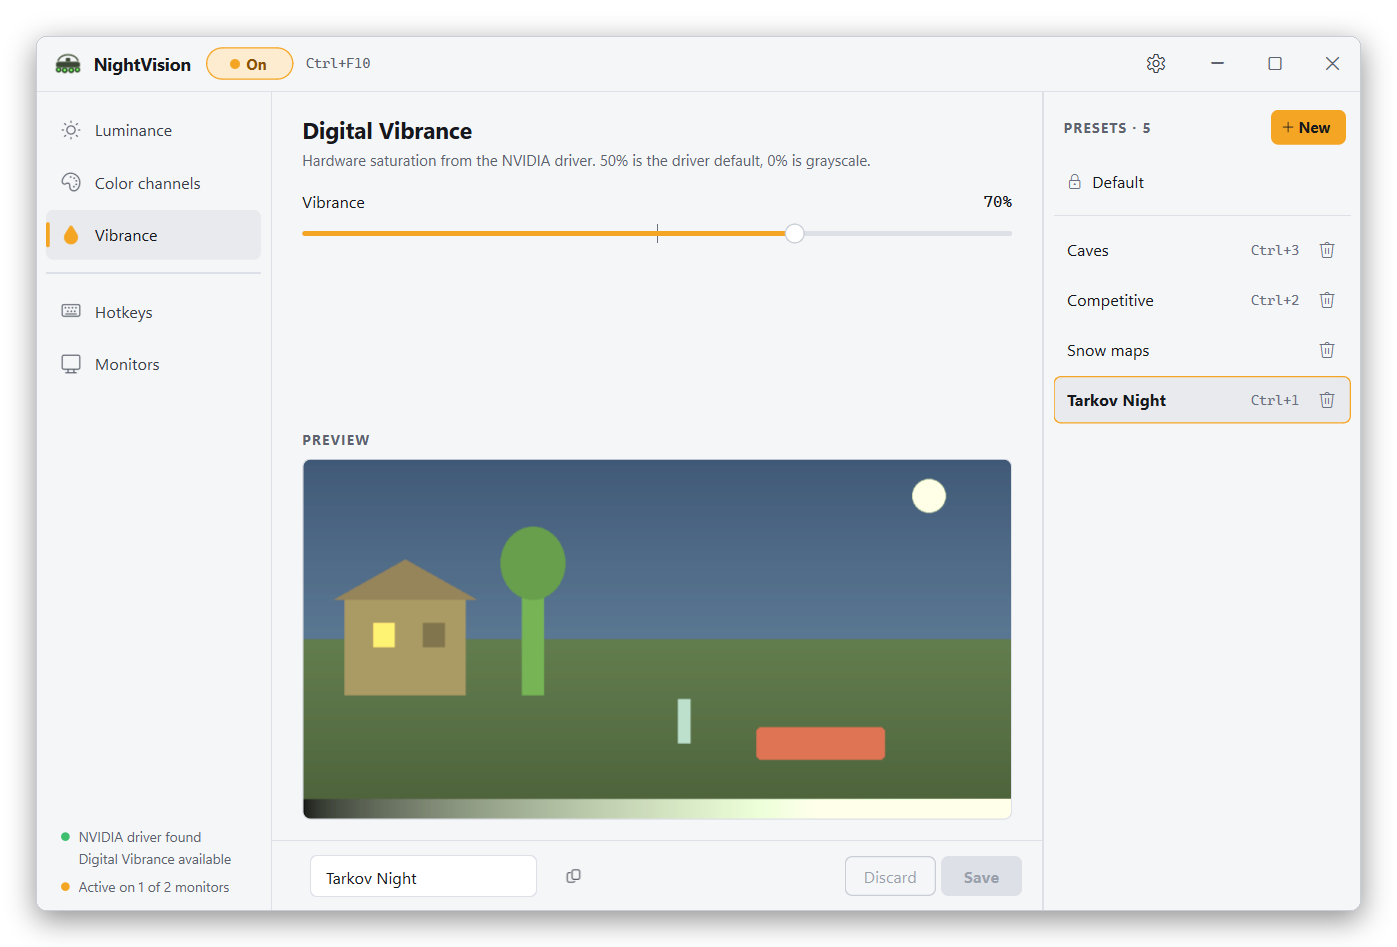 NightVision
On
Ctrl+F10
Luminance
Color channels
Vibrance
Hotkeys
Monitors
NVIDIA driver found
Digital Vibrance available
Active on 1 of 2 monitors
Digital Vibrance
Hardware saturation from the NVIDIA driver. 50% is the driver default, 0% is grayscale.
Vibrance 70%
PREVIEW
Tarkov Night
Discard
Save
PRESETS · 5
+ New
Default
Caves Ctrl+3
Competitive Ctrl+2
Snow maps
Tarkov Night Ctrl+1